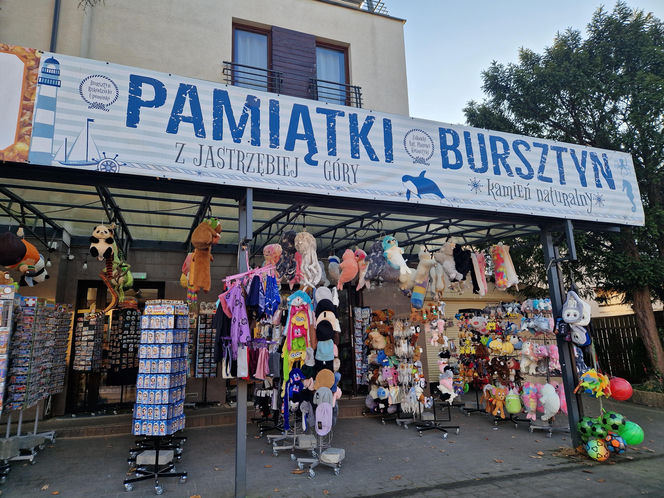 PAMIĄTKI
Z JASTRZĘBIEJ GÓRY
BURSZTYN
kamień naturalny